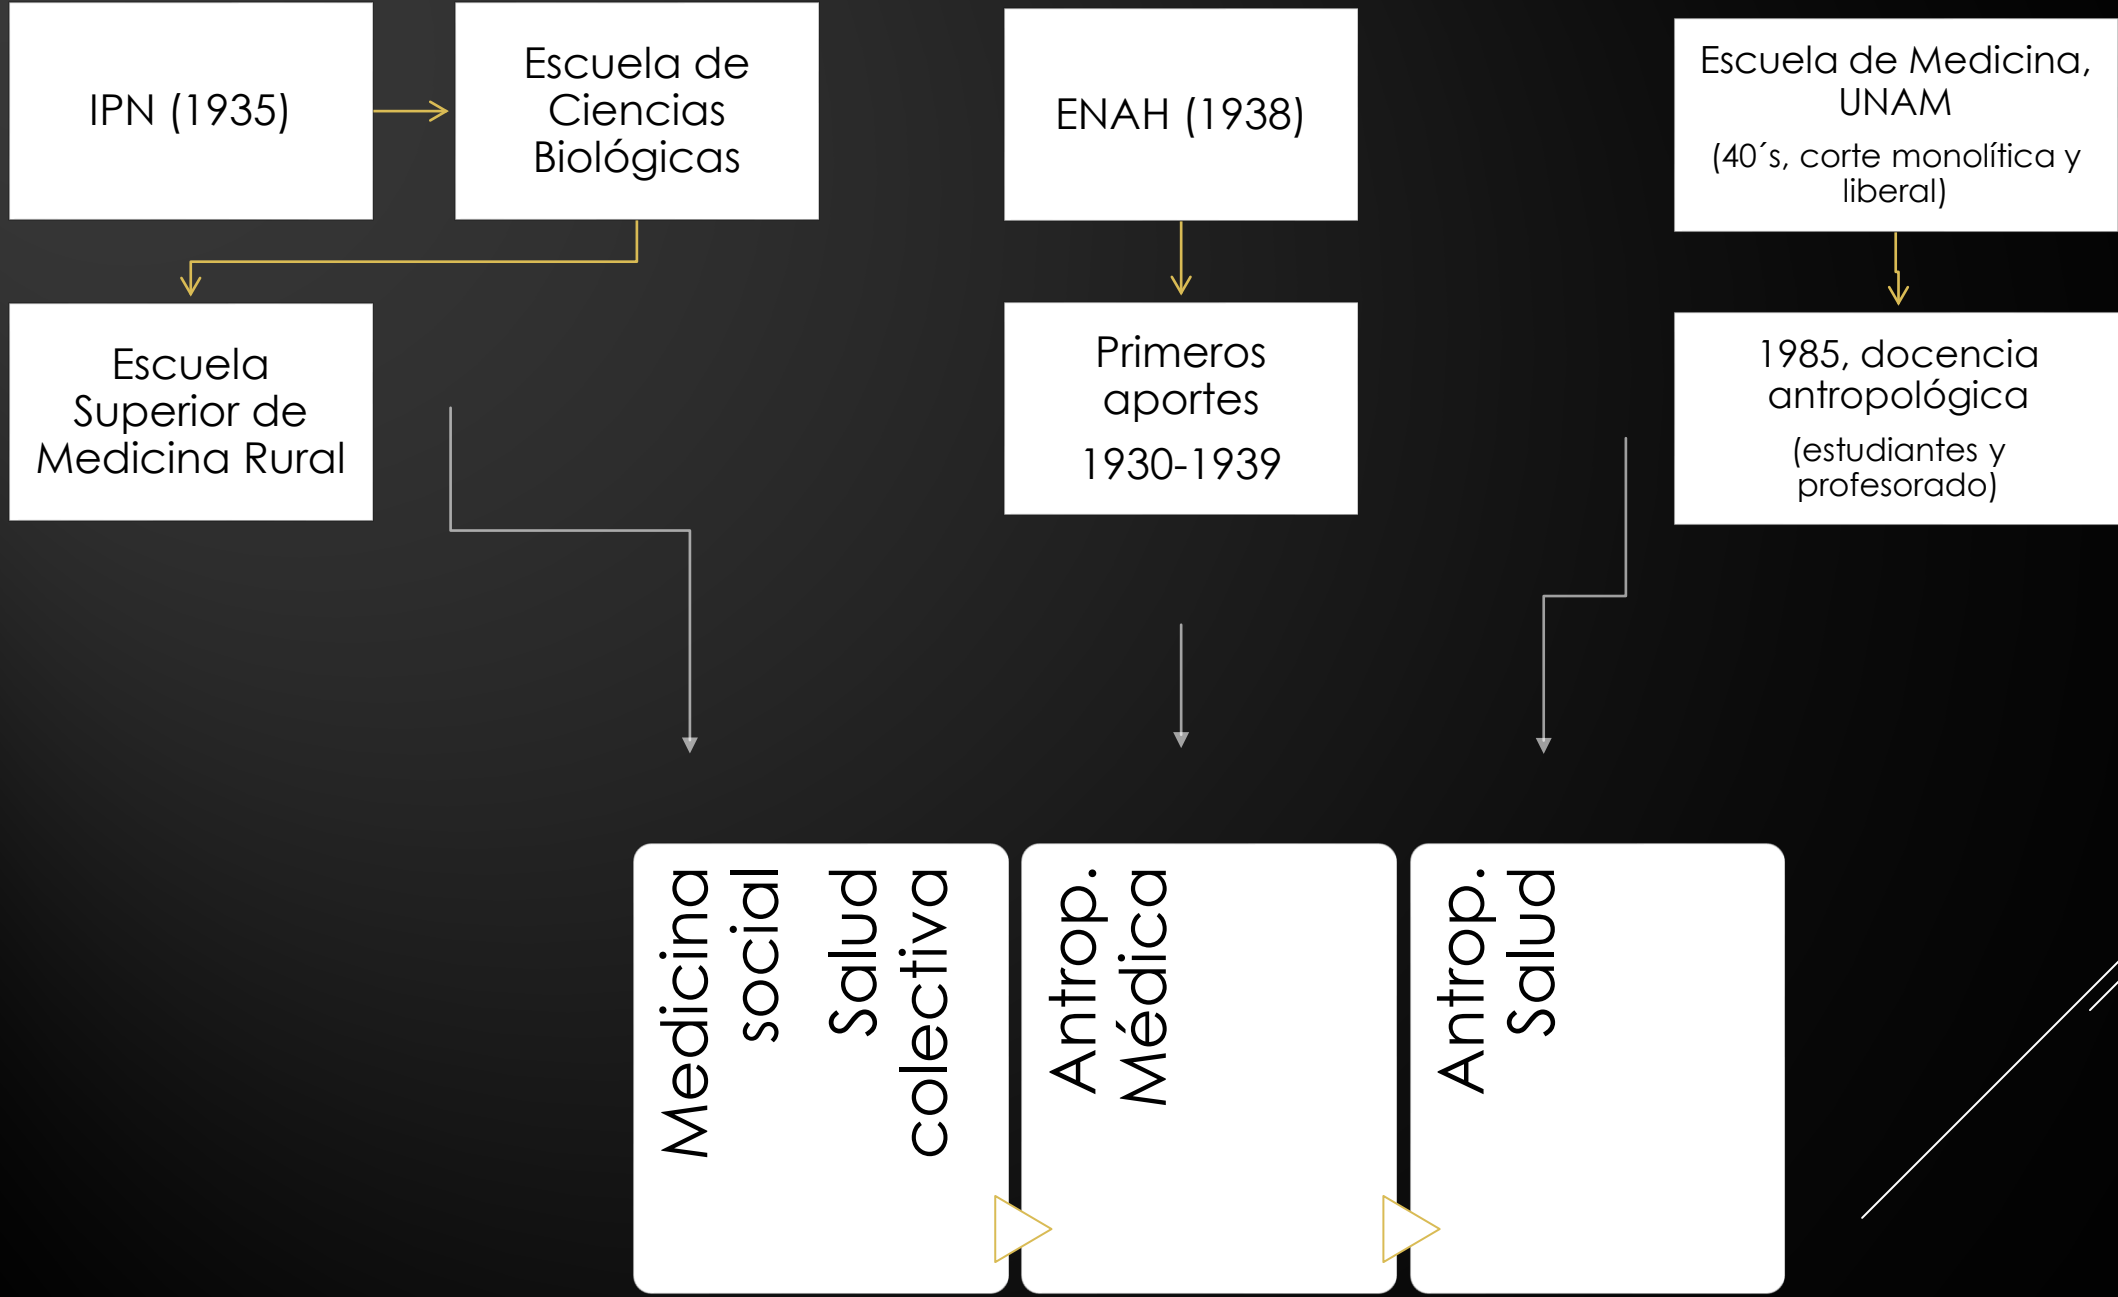 IPN (1935)
Escuela de
Ciencias
Biológicas
ENAH (1938)
Escuela de Medicina,
UNAM
(40´s, corte monolítica y
liberal)
Escuela
Superior de
Medicina Rural
Primeros
aportes
1930-1939
1985, docencia
antropológica
(estudiantes y
profesorado)
Medicina
social
Salud
colectiva
Antrop.
Médica
Antrop.
Salud